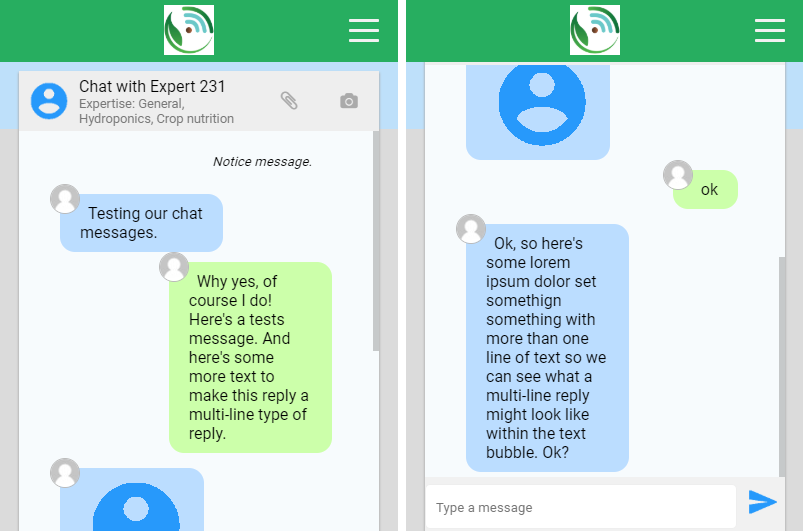 Chat with Expert 231
Expertise: General,
Hydroponics, Crop nutrition
Notice message.
Testing our chat
messages.
Why yes, of
course I do!
Here's a tests
message. And
here's some
more text to
make this reply a
multi-line type of
reply.
ok
Ok, so here's
some lorem
ipsum dolor set
somethign
something with
more than one
line of text so we
can see what a
multi-line reply
might look like
within the text
bubble. Ok?
Type a message